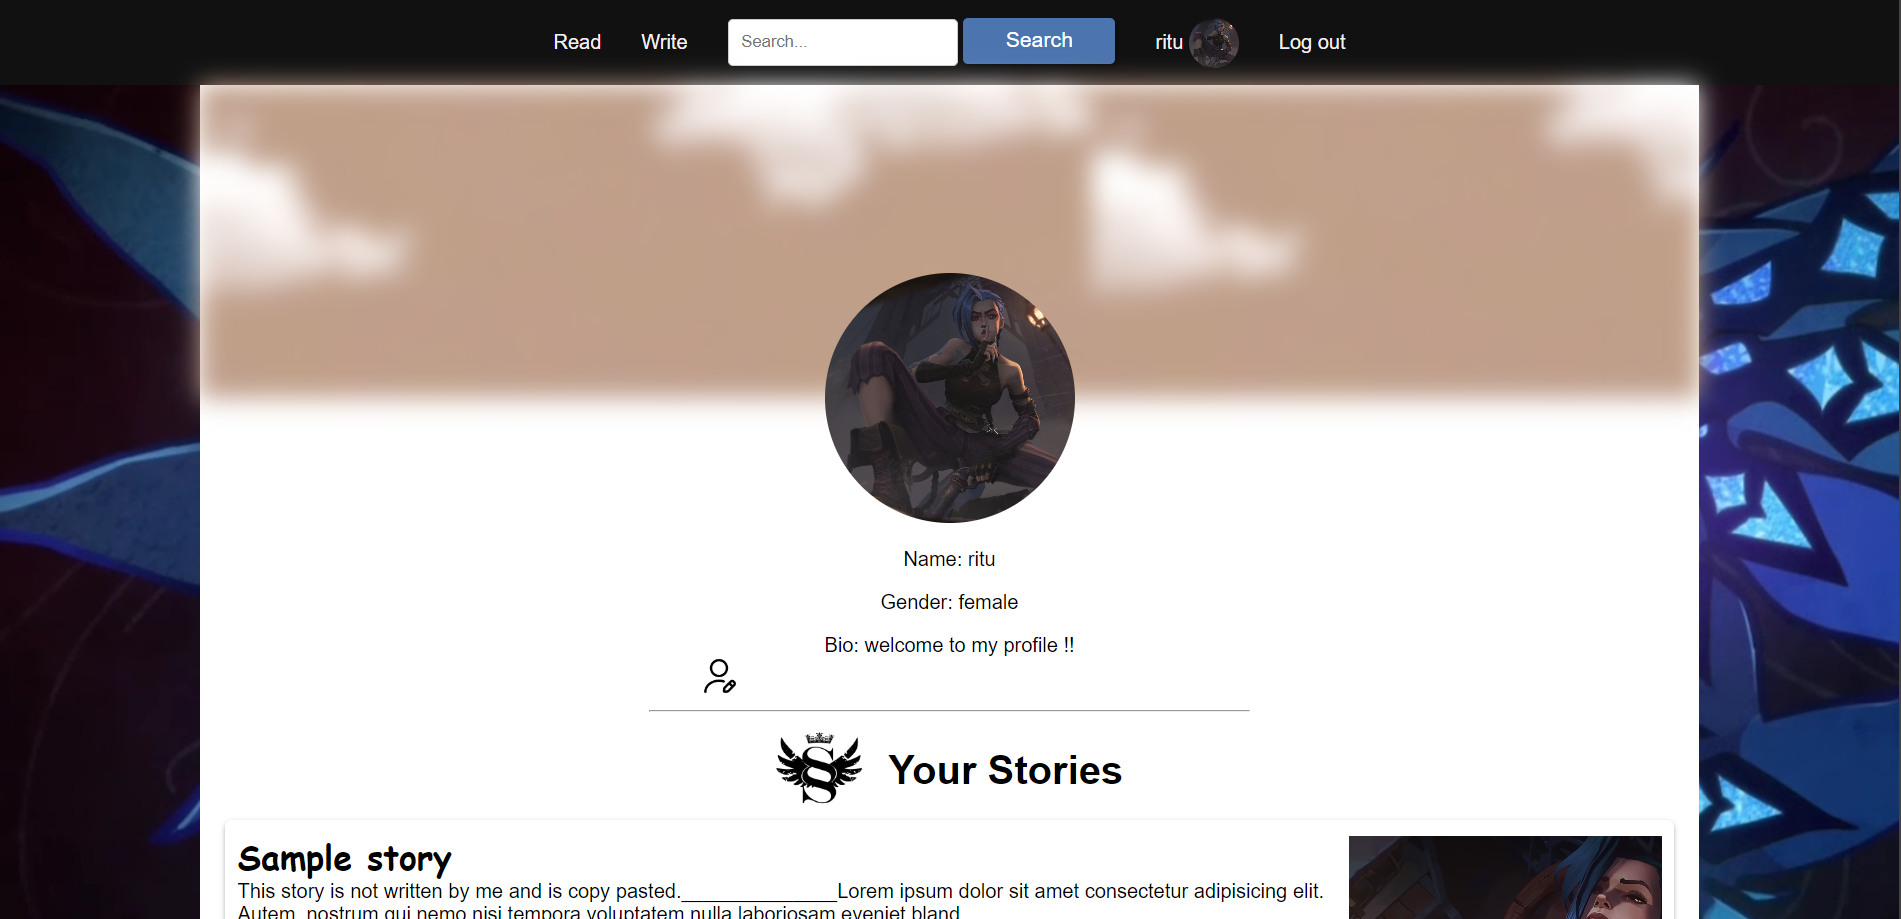 Read Write Search... Search ritu Log out
Name: ritu
Gender: female
Bio: welcome to my profile !!
S Your Stories
Sample story
This story is not written by me and is copy pasted.______________Lorem ipsum dolor sit amet consectetur adipisicing elit.
Autem, nostrum qui nemo nisi tempora voluptatem nulla laboriosam eveniet bland